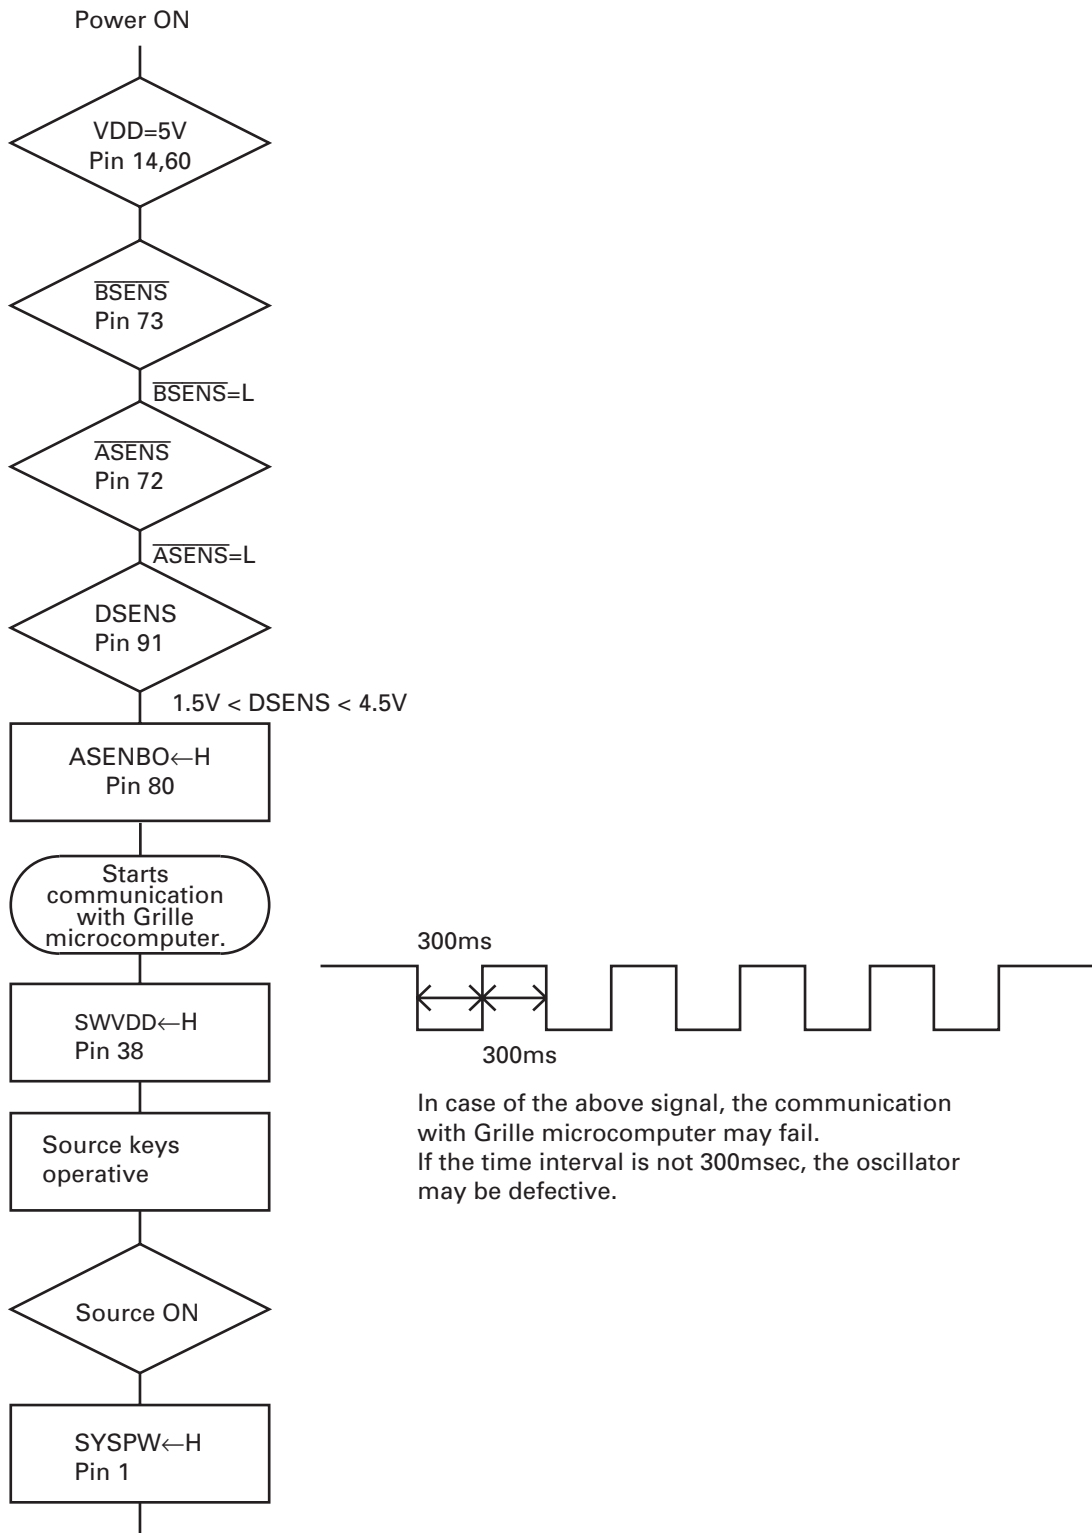 Power ON
VDD=5V
Pin 14,60
BSENS
Pin 73
BSENS=L
ASENS
Pin 72
ASENS=L
DSENS
Pin 91
1.5V < DSENS < 4.5V
ASENBO←H
Pin 80
Starts
communication
with Grille
microcomputer.
300ms
300ms
SWVDD←H
Pin 38
In case of the above signal, the communication
with Grille microcomputer may fail.
If the time interval is not 300msec, the oscillator
may be defective.
Source keys
operative
Source ON
SYSPW←H
Pin 1